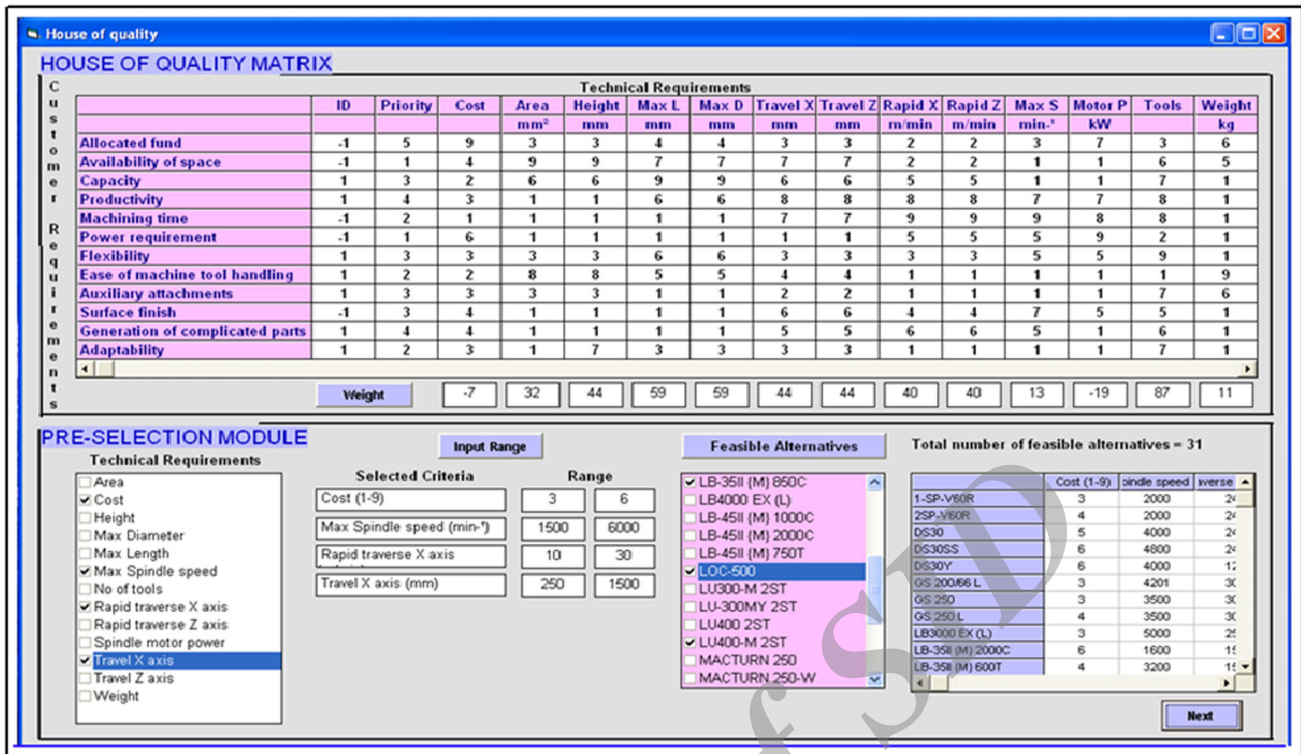 House of quality
HOUSE OF QUALITY MATRIX
Customer Requirements
Technical Requirements
ID Priority Cost Area Height Max L Max D Travel X Travel Z Rapid X Rapid Z Max S Motor P Tools Weight
mm² mm mm mm mm mm m/min m/min min-¹ kW kg
Allocated fund -1 5 9 3 3 4 4 3 3 2 2 3 7 3 6
Availability of space -1 1 4 9 9 7 7 7 7 2 2 1 1 6 5
Capacity 1 3 2 6 6 9 9 6 6 5 5 1 1 7 1
Productivity 1 4 3 1 1 6 6 8 8 8 8 7 7 8 1
Machining time -1 2 1 1 1 1 1 7 7 9 9 9 8 8 1
Power requirement -1 1 6 1 1 1 1 1 1 5 5 5 9 2 1
Flexibility 1 3 3 3 3 6 6 3 3 3 3 5 5 9 1
Ease of machine tool handling 1 2 2 8 8 5 5 4 4 1 1 1 1 1 9
Auxiliary attachments 1 3 3 3 3 1 1 2 2 1 1 1 1 7 6
Surface finish -1 3 4 1 1 1 1 6 6 4 4 7 5 5 1
Generation of complicated parts 1 4 4 1 1 1 1 5 5 6 6 5 1 6 1
Adaptability 1 2 3 1 7 3 3 3 3 1 1 1 1 7 1
Weight -7 32 44 59 59 44 44 40 40 13 -19 87 11
PRE-SELECTION MODULE
Technical Requirements
Area
Cost
Height
Max Diameter
Max Length
Max Spindle speed
No of tools
Rapid traverse X axis
Rapid traverse Z axis
Spindle motor power
Travel X axis
Travel Z axis
Weight
Input Range
Selected Criteria Range
Cost (1-9) 3 6
Max Spindle speed (min-¹) 1500 6000
Rapid traverse X axis 10 30
Travel X axis (mm) 250 1500
Feasible Alternatives
LB-35II (M) 850C
LB4000 EX (L)
LB-45II (M) 1000C
LB-45II (M) 2000C
LB-45II (M) 750T
LOC-500
LU300-M 2ST
LU-300MY 2ST
LU400 2ST
LU400-M 2ST
MACTURN 250
MACTURN 250-W
Total number of feasible alternatives = 31
Cost (1-9) pindle speed averse
1-SP-V60R 3 2000 24
2SP-V60R 4 2000 24
DS30 5 4000 24
DS30SS 6 4800 24
DS30Y 6 4000 12
GS 200/66 L 3 4201 30
GS 250 3 3500 30
GS 250 L 4 3500 30
LB3000 EX (L) 3 5000 25
LB-35II (M) 2000C 6 1600 15
LB-35II (M) 600T 4 3200 15
Next
f SID